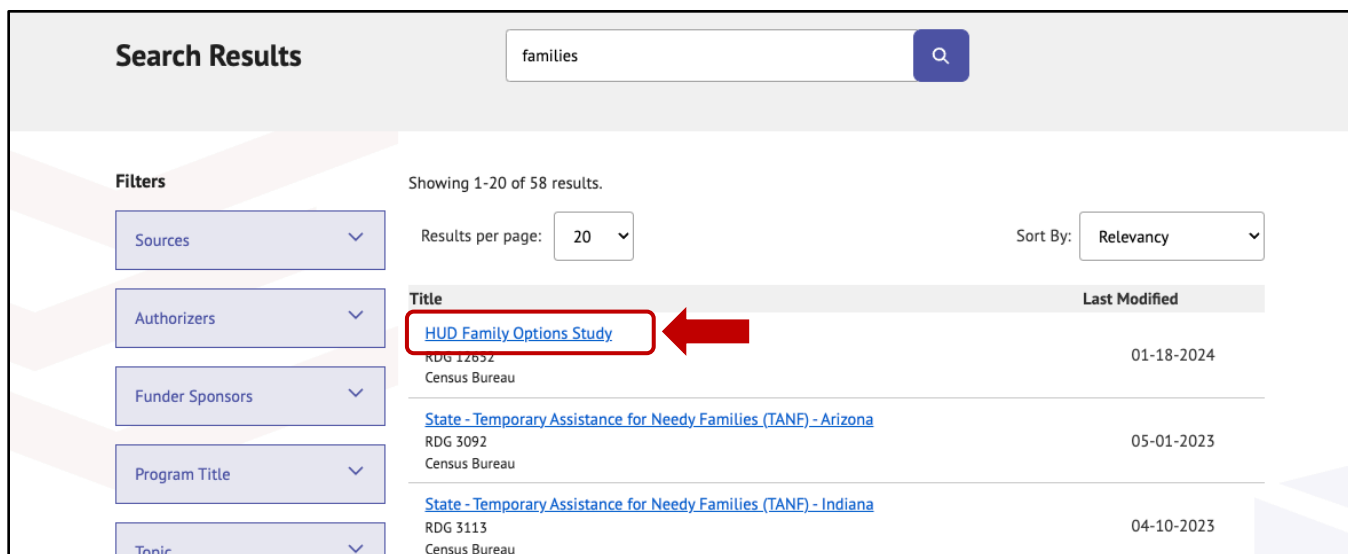 Search Results
families
Filters
Showing 1-20 of 58 results.
Sources
Results per page: 20
Sort By: Relevancy
Authorizers
Title Last Modified
HUD Family Options Study
RDG 12652
01-18-2024
Census Bureau
Funder Sponsors
State - Temporary Assistance for Needy Families (TANF) - Arizona
RDG 3092
05-01-2023
Census Bureau
Program Title
State - Temporary Assistance for Needy Families (TANF) - Indiana
RDG 3113
04-10-2023
Census Bureau
Topic